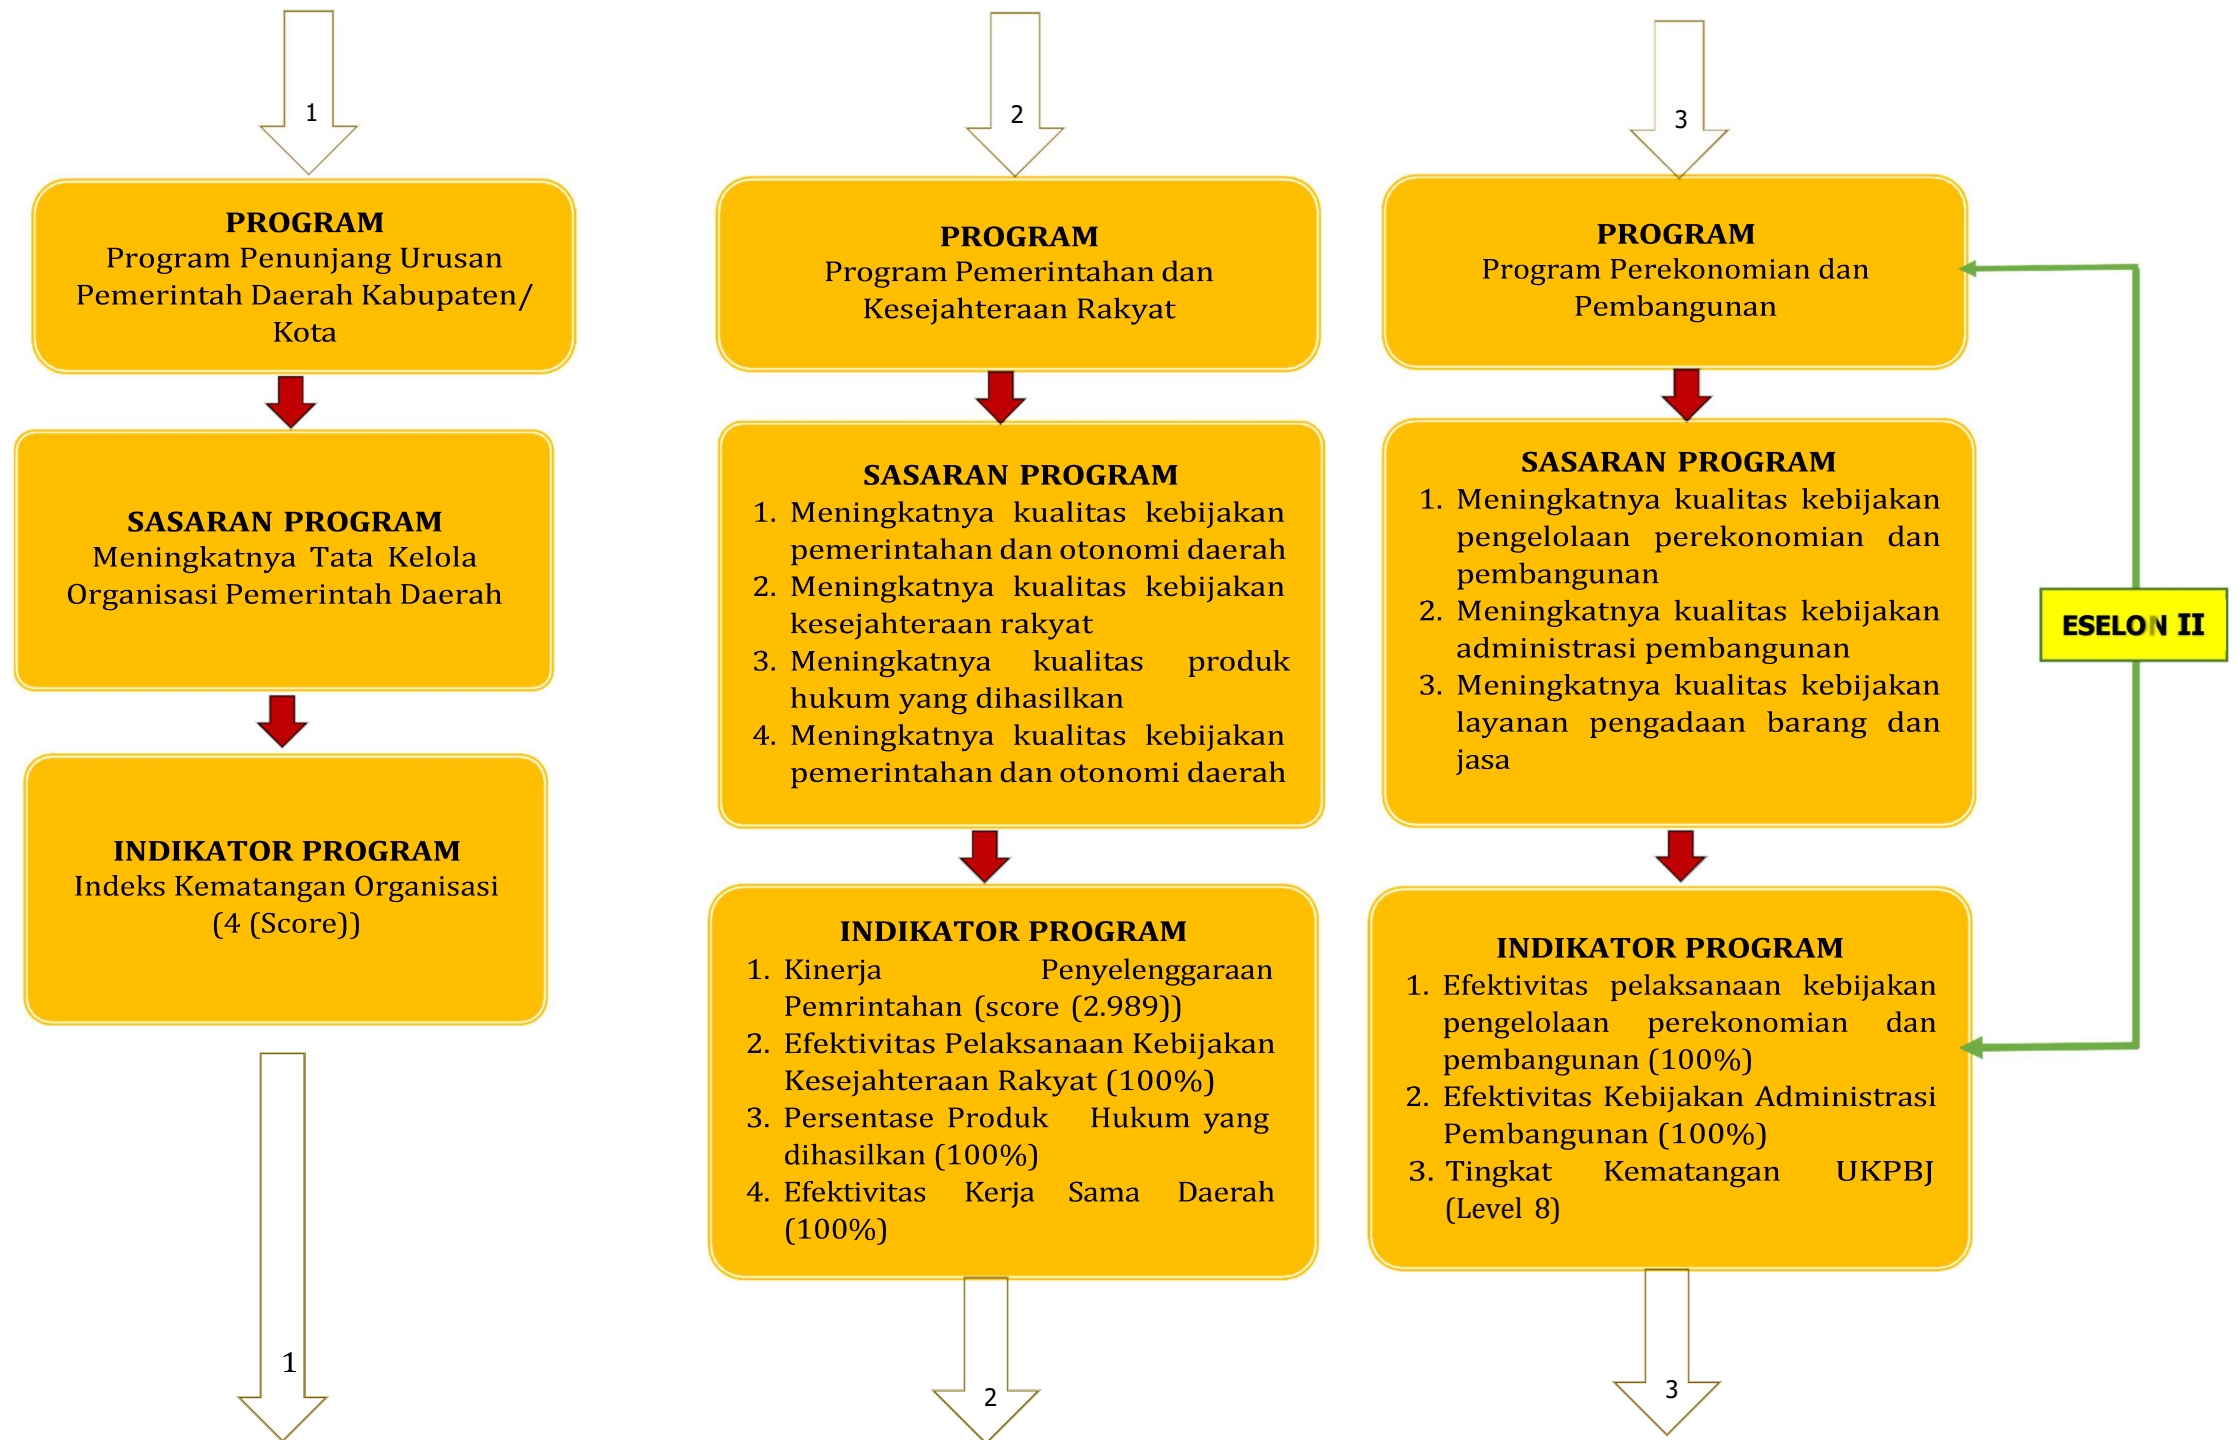 1
PROGRAM
Program Penunjang Urusan
Pemerintah Daerah Kabupaten/
Kota
SASARAN PROGRAM
Meningkatnya Tata Kelola
Organisasi Pemerintah Daerah
INDIKATOR PROGRAM
Indeks Kematangan Organisasi
(4 (Score))
1
2
PROGRAM
Program Pemerintahan dan
Kesejahteraan Rakyat
SASARAN PROGRAM
1. Meningkatnya kualitas kebijakan
pemerintahan dan otonomi daerah
2. Meningkatnya kualitas kebijakan
kesejahteraan rakyat
3. Meningkatnya kualitas produk
hukum yang dihasilkan
4. Meningkatnya kualitas kebijakan
pemerintahan dan otonomi daerah
INDIKATOR PROGRAM
1. Kinerja Penyelenggaraan
Pemrintahan (score (2.989))
2. Efektivitas Pelaksanaan Kebijakan
Kesejahteraan Rakyat (100%)
3. Persentase Produk Hukum yang
dihasilkan (100%)
4. Efektivitas Kerja Sama Daerah
(100%)
2
3
PROGRAM
Program Perekonomian dan
Pembangunan
SASARAN PROGRAM
1. Meningkatnya kualitas kebijakan
pengelolaan perekonomian dan
pembangunan
2. Meningkatnya kualitas kebijakan
administrasi pembangunan
3. Meningkatnya kualitas kebijakan
layanan pengadaan barang dan
jasa
INDIKATOR PROGRAM
1. Efektivitas pelaksanaan kebijakan
pengelolaan perekonomian dan
pembangunan (100%)
2. Efektivitas Kebijakan Administrasi
Pembangunan (100%)
3. Tingkat Kematangan UKPBJ
(Level 8)
3
ESELON II